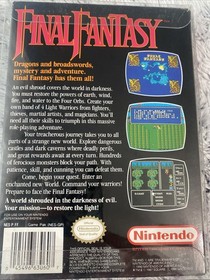 FINAL FANTASY
Dragons and broadswords,
mystery and adventure.
Final Fantasy has them all!
An evil shroud covers the world in darkness.
You must restore the powers of earth, wind,
fire, and water to the Four Orbs. Create your
own band of 4 Light Warriors from fighters,
thieves, martial artists, and magicians. You'll
need all their skills to triumph in this massive
role-playing adventure.
Your treacherous journey takes you to all
parts of a strange new world. Explore dangerous
castles and dark caverns where deadly perils
and great rewards await at every turn. Hundreds
of ferocious monsters block your path. With
patience, skill, and cunning you can defeat them.
Come, begin your quest. Enter an
enchanted new world. Command your warriors!
Prepare to face the Final Fantasy!
A world shrouded in the darkness of evil.
Your mission—to restore the light!
Nintendo